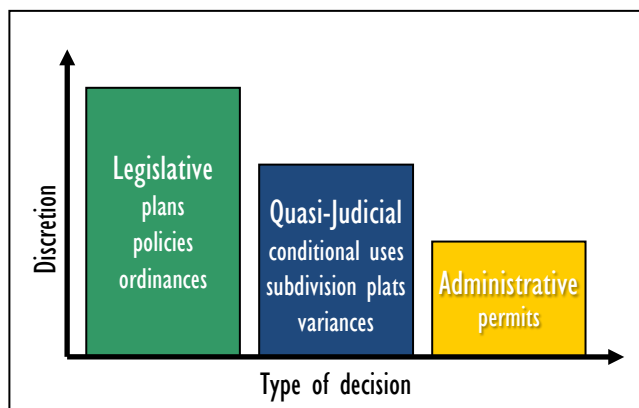 Discretion
Legislative
plans
policies
ordinances
Quasi-Judicial
conditional uses
subdivision plats
variances
Administrative
permits
Type of decision